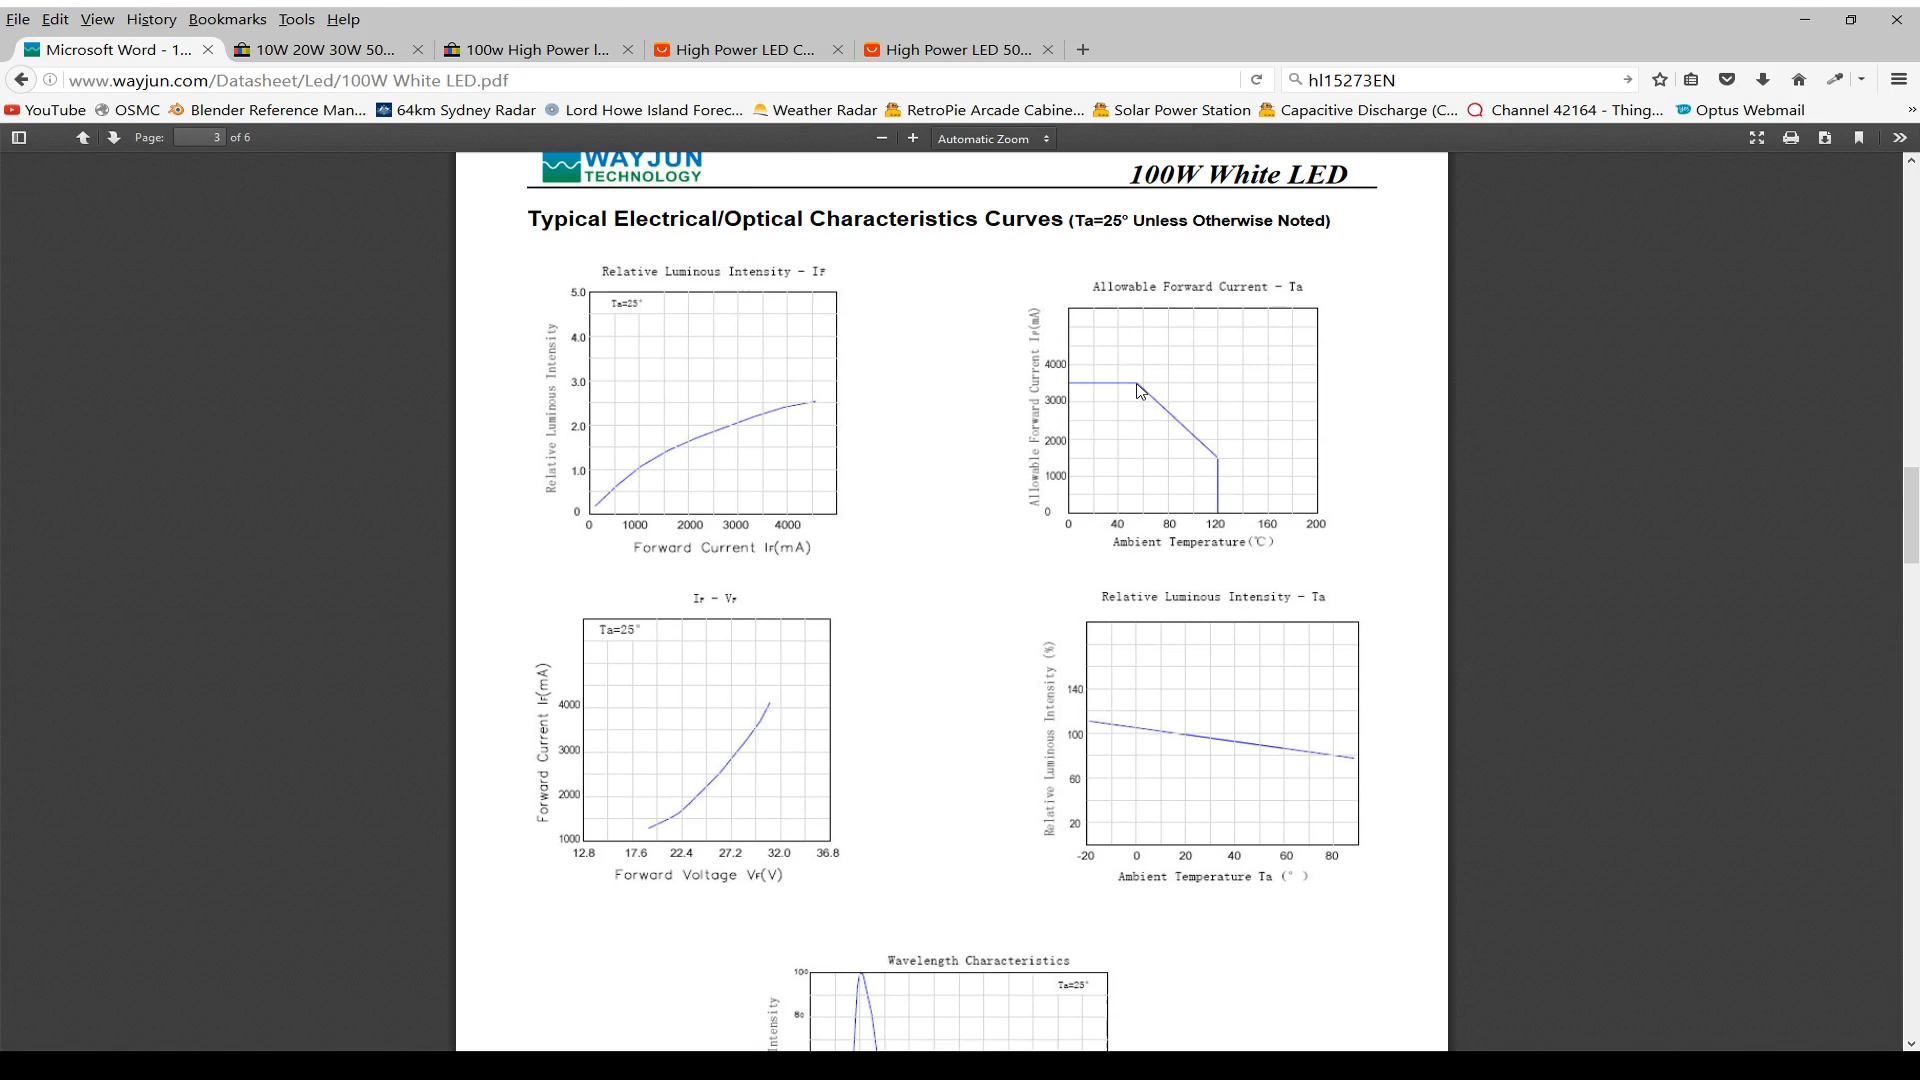 File Edit View History Bookmarks Tools Help
Microsoft Word - 1... 10W 20W 30W 50... 100w High Power l... High Power LED C... High Power LED 50...
www.wayjun.com/Datasheet/Led/100W White LED.pdf hl15273EN
YouTube OSMC Blender Reference Man... 64km Sydney Radar Lord Howe Island Forec... Weather Radar RetroPie Arcade Cabine... Solar Power Station Capacitive Discharge (C... Channel 42164 - Thing... Optus Webmail
Page: 3 of 6 Automatic Zoom
WAYJUN
TECHNOLOGY
100W White LED
Typical Electrical/Optical Characteristics Curves (Ta=25° Unless Otherwise Noted)
Relative Luminous Intensity - IF
Ta=25°
Relative Luminous Intensity
5.0
4.0
3.0
2.0
1.0
0
0 1000 2000 3000 4000
Forward Current IF(mA)
Allowable Forward Current - Ta
Allowable Forward Current IF(mA)
4000
3000
2000
1000
0
0 40 80 120 160 200
Ambient Temperature(℃)
IF - VF
Ta=25°
Forward Current IF(mA)
4000
3000
2000
1000
12.8 17.6 22.4 27.2 32.0 36.8
Forward Voltage VF(V)
Relative Luminous Intensity - Ta
Relative Luminous Intensity (%)
140
100
60
20
-20 0 20 40 60 80
Ambient Temperature Ta (° )
Wavelength Characteristics
Ta=25°
100
80
Intensity